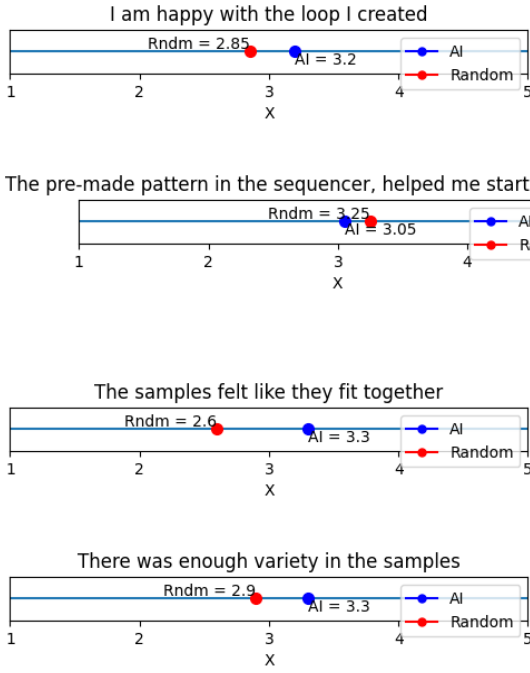 I am happy with the loop I created
Rndm = 2.85
AI = 3.2
AI
Random
1 2 3 4 5
X
The pre-made pattern in the sequencer, helped me start
Rndm = 3.25
AI = 3.05
1 2 3 4
X
The samples felt like they fit together
Rndm = 2.6
AI = 3.3
AI
Random
1 2 3 4 5
X
There was enough variety in the samples
Rndm = 2.9
AI = 3.3
AI
Random
1 2 3 4 5
X